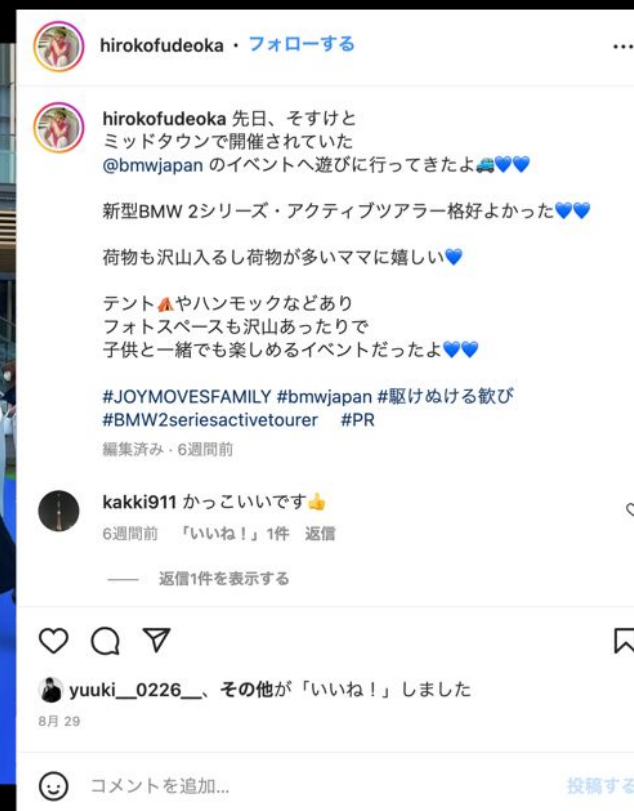 hirokofudeoka・フォローする
hirokofudeoka 先日、そすけと
ミッドタウンで開催されていた
@bmwjapan のイベントへ遊びに行ってきたよ🚙💙💙
新型BMW 2シリーズ・アクティブツアラー格好よかった💙💙
荷物も沢山入るし荷物が多いママに嬉しい💙
テント⛺やハンモックなどあり
フォトスペースも沢山あったりで
子供と一緒でも楽しめるイベントだったよ💙💙
#JOYMOVESFAMILY #bmwjapan #駆けぬける歓び
#BMW2seriesactivetourer #PR
編集済み・6週間前
kakki911 かっこいいです👍
6週間前 「いいね！」1件 返信
返信1件を表示する
yuuki__0226__、その他が「いいね！」しました
8月 29
コメントを追加...
投稿する